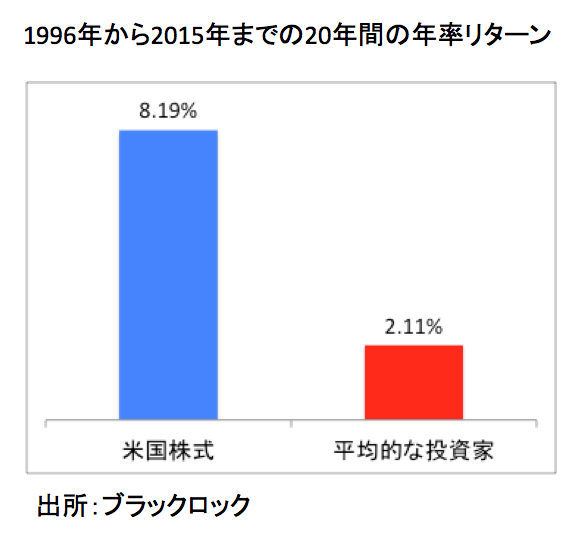 1996年から2015年までの20年間の年率リターン
8.19%
2.11%
米国株式
平均的な投資家
出所：ブラックロック